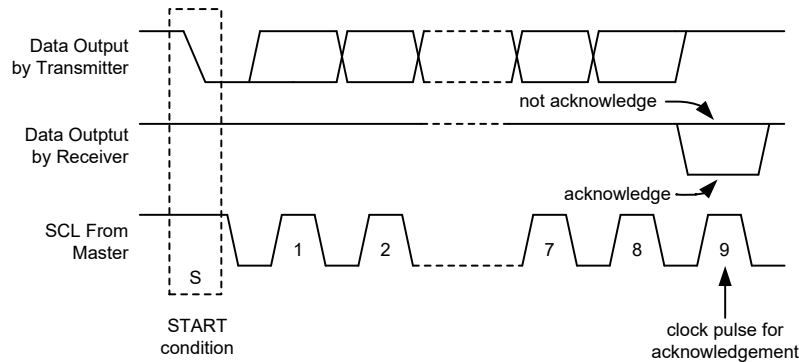 Data Output
by Transmitter
not acknowledge
Data Outptut
by Receiver
acknowledge
SCL From
Master
1
2
7
8
9
S
START
condition
clock pulse for
acknowledgement